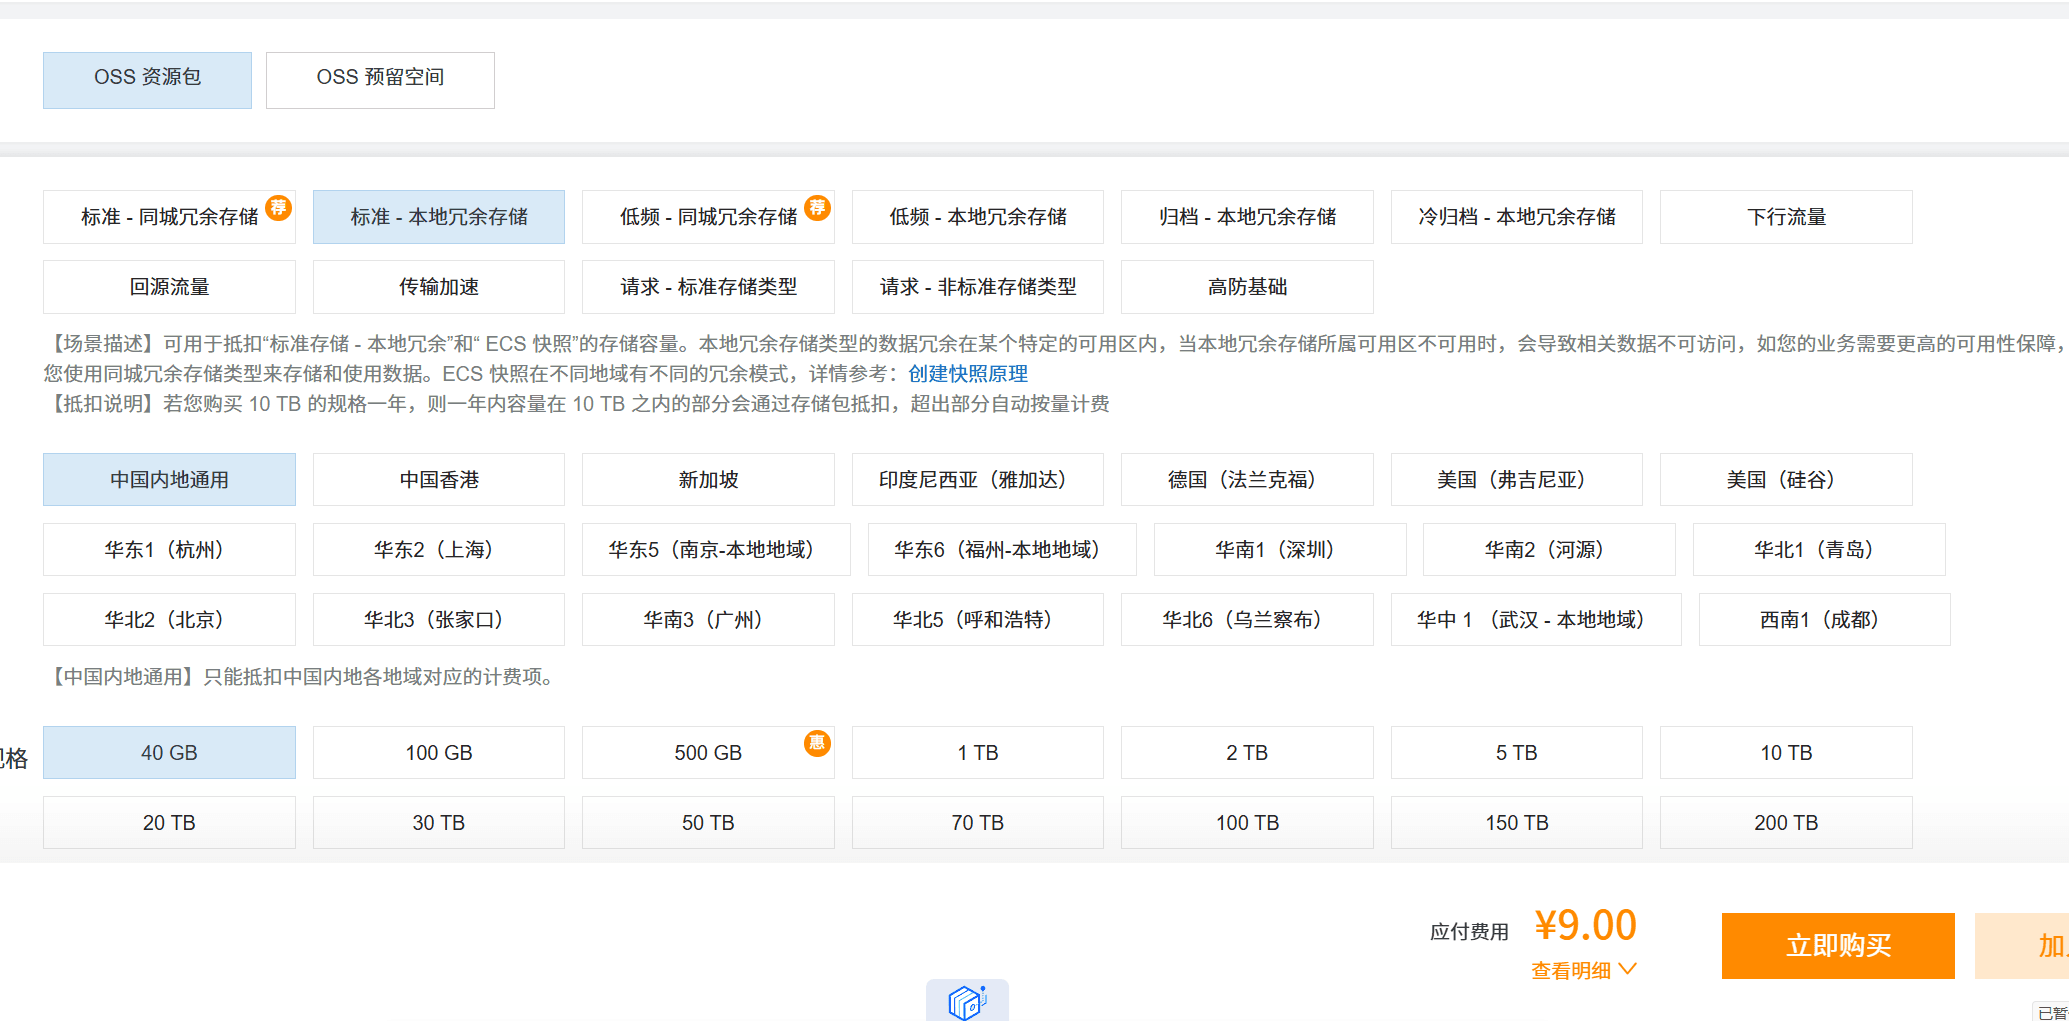 OSS 资源包 OSS 预留空间
标准 - 同城冗余存储 荐 标准 - 本地冗余存储 低频 - 同城冗余存储 荐 低频 - 本地冗余存储 归档 - 本地冗余存储 冷归档 - 本地冗余存储 下行流量
回源流量 传输加速 请求 - 标准存储类型 请求 - 非标准存储类型 高防基础
【场景描述】可用于抵扣“标准存储 - 本地冗余”和“ ECS 快照”的存储容量。本地冗余存储类型的数据冗余在某个特定的可用区内，当本地冗余存储所属可用区不可用时，会导致相关数据不可访问，如您的业务需要更高的可用性保障，
您使用同城冗余存储类型来存储和使用数据。ECS 快照在不同地域有不同的冗余模式，详情参考：创建快照原理
【抵扣说明】若您购买 10 TB 的规格一年，则一年内容量在 10 TB 之内的部分会通过存储包抵扣，超出部分自动按量计费
中国内地通用 中国香港 新加坡 印度尼西亚（雅加达） 德国（法兰克福） 美国（弗吉尼亚） 美国（硅谷）
华东1（杭州） 华东2（上海） 华东5（南京-本地地域） 华东6（福州-本地地域） 华南1（深圳） 华南2（河源） 华北1（青岛）
华北2（北京） 华北3（张家口） 华南3（广州） 华北5（呼和浩特） 华北6（乌兰察布） 华中 1 （武汉 - 本地地域） 西南1（成都）
【中国内地通用】只能抵扣中国内地各地域对应的计费项。
格 40 GB 100 GB 500 GB 惠 1 TB 2 TB 5 TB 10 TB
20 TB 30 TB 50 TB 70 TB 100 TB 150 TB 200 TB
应付费用 ¥9.00 立即购买 加
查看明细
已暂